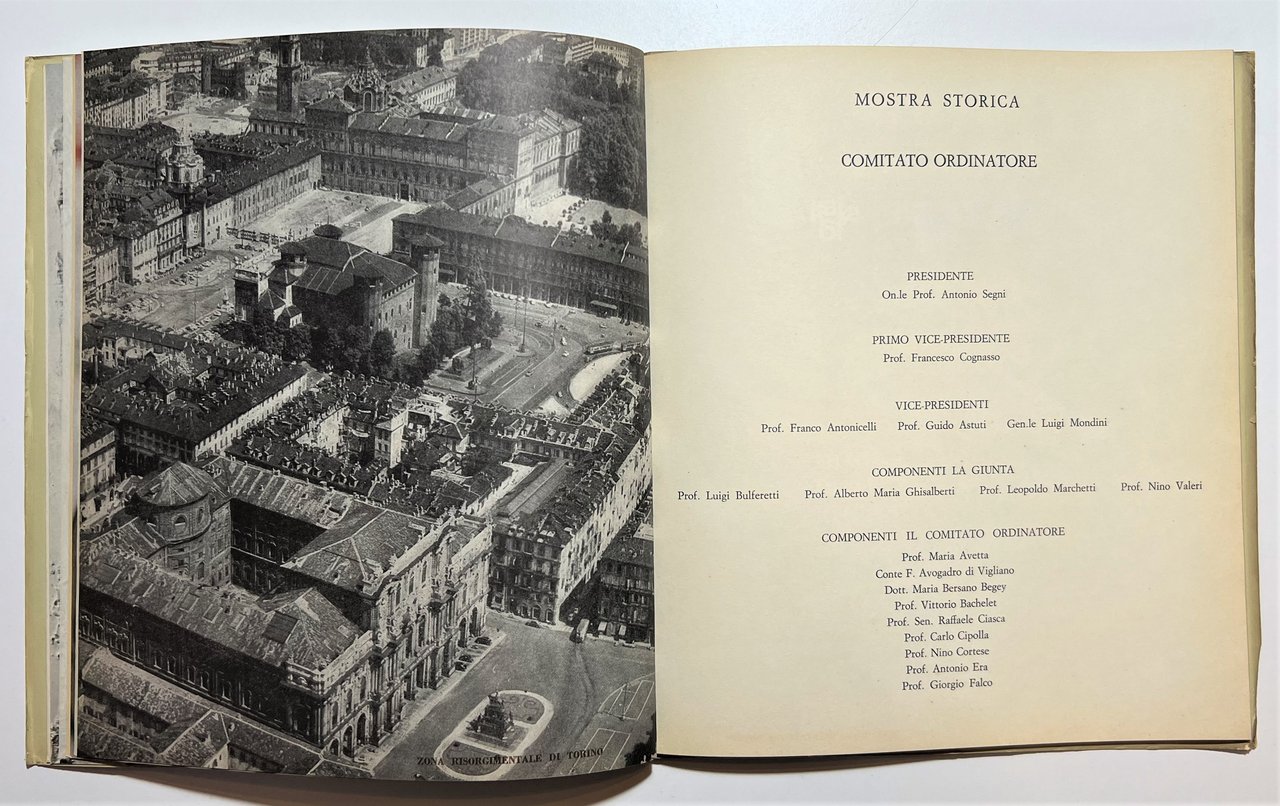 ZONA RISORGIMENTALE DI TORINO
MOSTRA STORICA
COMITATO ORDINATORE
PRESIDENTE
On.le Prof. Antonio Segni
PRIMO VICE-PRESIDENTE
Prof. Francesco Cognasso
VICE-PRESIDENTI
Prof. Franco Antonicelli Prof. Guido Astuti Gen.le Luigi Mondini
COMPONENTI LA GIUNTA
Prof. Luigi Bulferetti Prof. Alberto Maria Ghisalberti Prof. Leopoldo Marchetti Prof. Nino Valeri
COMPONENTI IL COMITATO ORDINATORE
Prof. Maria Avetta
Conte F. Avogadro di Vigliano
Dott. Maria Bersano Begey
Prof. Vittorio Bachelet
Prof. Sen. Raffaele Ciasca
Prof. Carlo Cipolla
Prof. Nino Cortese
Prof. Antonio Era
Prof. Giorgio Falco